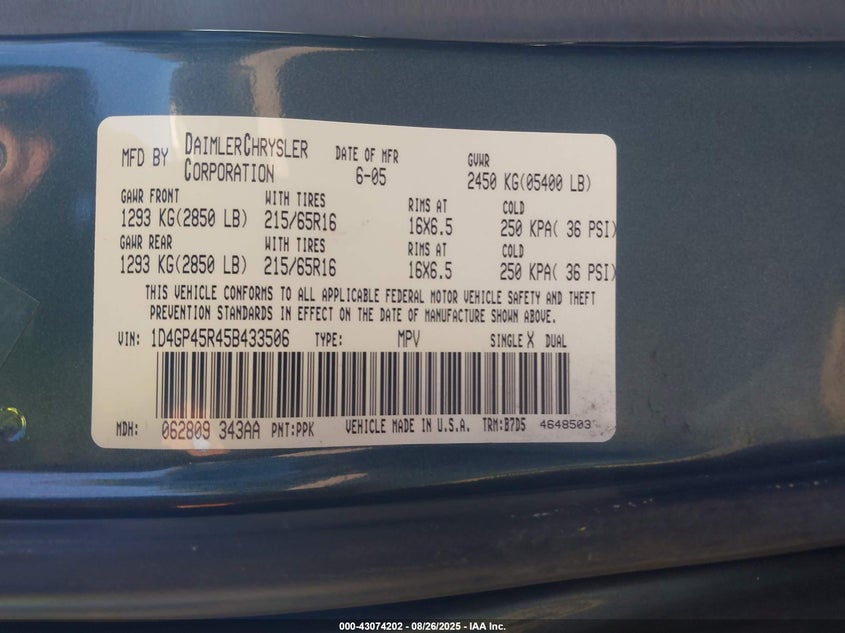 MFD BY DAIMLERCHRYSLER CORPORATION DATE OF MFR 6-05 GVWR 2450 KG(05400 LB)
GAWR FRONT WITH TIRES RIMS AT COLD
1293 KG(2850 LB) 215/65R16 16X6.5 250 KPA( 36 PSI)
GAWR REAR WITH TIRES RIMS AT COLD
1293 KG(2850 LB) 215/65R16 16X6.5 250 KPA( 36 PSI)
THIS VEHICLE CONFORMS TO ALL APPLICABLE FEDERAL MOTOR VEHICLE SAFETY AND THEFT
PREVENTION STANDARDS IN EFFECT ON THE DATE OF MANUFACTURE SHOWN ABOVE.
VIN: 1D4GP45R45B433506 TYPE: MPV SINGLE X DUAL
MDH: 062809 343AA PNT:PPK VEHICLE MADE IN U.S.A. TRM:B7D5 4648503
000-43074202 - 08/26/2025 - IAA Inc.